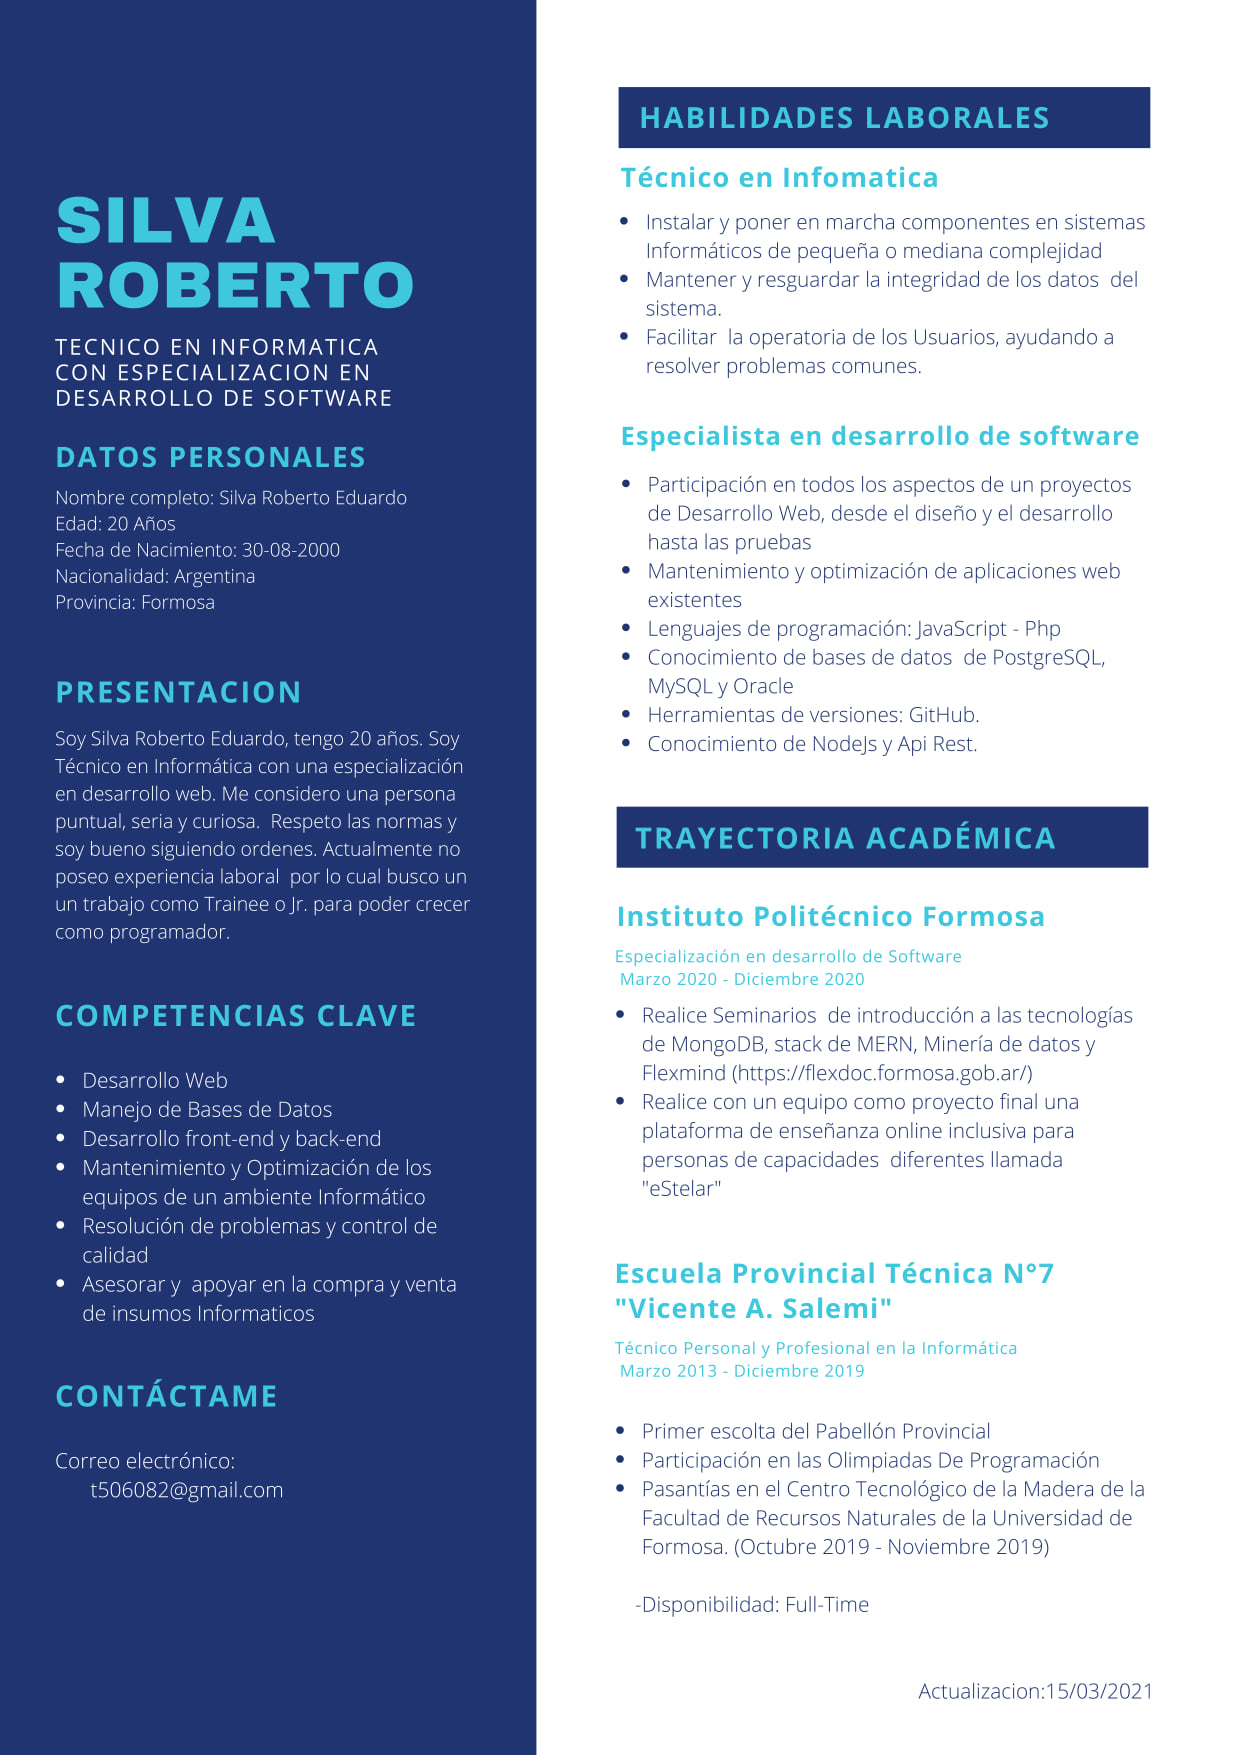 SILVA
ROBERTO
TECNICO EN INFORMATICA
CON ESPECIALIZACION EN
DESARROLLO DE SOFTWARE
DATOS PERSONALES
Nombre completo: Silva Roberto Eduardo
Edad: 20 Años
Fecha de Nacimiento: 30-08-2000
Nacionalidad: Argentina
Provincia: Formosa
PRESENTACION
Soy Silva Roberto Eduardo, tengo 20 años. Soy
Técnico en Informática con una especialización
en desarrollo web. Me considero una persona
puntual, seria y curiosa.  Respeto las normas y
soy bueno siguiendo ordenes. Actualmente no
poseo experiencia laboral  por lo cual busco un
un trabajo como Trainee o Jr. para poder crecer
como programador.
COMPETENCIAS CLAVE
• Desarrollo Web
• Manejo de Bases de Datos
• Desarrollo front-end y back-end
• Mantenimiento y Optimización de los
equipos de un ambiente Informático
• Resolución de problemas y control de
calidad
• Asesorar y  apoyar en la compra y venta
de insumos Informaticos
CONTÁCTAME
Correo electrónico:
t506082@gmail.com
HABILIDADES LABORALES
Técnico en Infomatica
• Instalar y poner en marcha componentes en sistemas
Informáticos de pequeña o mediana complejidad
• Mantener y resguardar la integridad de los datos  del
sistema.
• Facilitar  la operatoria de los Usuarios, ayudando a
resolver problemas comunes.
Especialista en desarrollo de software
• Participación en todos los aspectos de un proyectos
de Desarrollo Web, desde el diseño y el desarrollo
hasta las pruebas
• Mantenimiento y optimización de aplicaciones web
existentes
• Lenguajes de programación: JavaScript - Php
• Conocimiento de bases de datos  de PostgreSQL,
MySQL y Oracle
• Herramientas de versiones: GitHub.
• Conocimiento de NodeJs y Api Rest.
TRAYECTORIA ACADÉMICA
Instituto Politécnico Formosa
Especialización en desarrollo de Software
Marzo 2020 - Diciembre 2020
• Realice Seminarios  de introducción a las tecnologías
de MongoDB, stack de MERN, Minería de datos y
Flexmind (https://flexdoc.formosa.gob.ar/)
• Realice con un equipo como proyecto final una
plataforma de enseñanza online inclusiva para
personas de capacidades  diferentes llamada
"eStelar"
Escuela Provincial Técnica N°7
"Vicente A. Salemi"
Técnico Personal y Profesional en la Informática
Marzo 2013 - Diciembre 2019
• Primer escolta del Pabellón Provincial
• Participación en las Olimpiadas De Programación
• Pasantías en el Centro Tecnológico de la Madera de la
Facultad de Recursos Naturales de la Universidad de
Formosa. (Octubre 2019 - Noviembre 2019)
-Disponibilidad: Full-Time
Actualizacion:15/03/2021